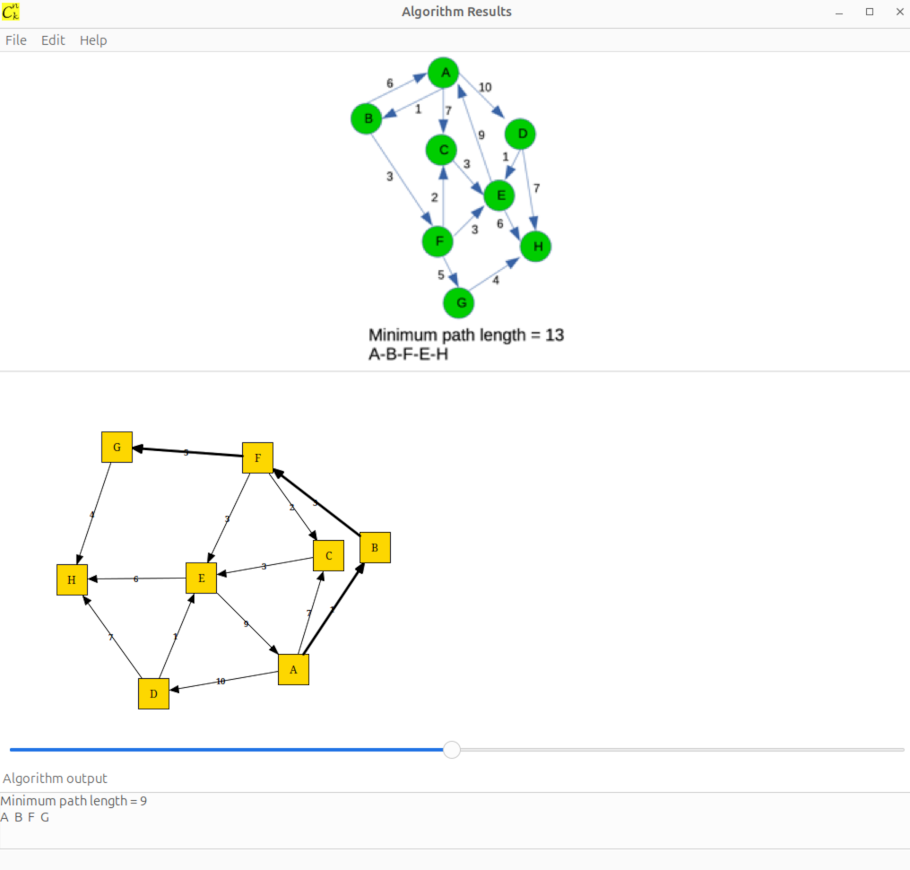 Algorithm Results
File Edit Help
A
6
10
1
7
B
9
D
C
3
1
3
E
7
2
6
3
F
H
5
4
G
Minimum path length = 13
A-B-F-E-H
G
5
F
2
3
4
3
B
C
3
H
6
E
7
9
7
1
A
10
D
Algorithm output
Minimum path length = 9
A B F G